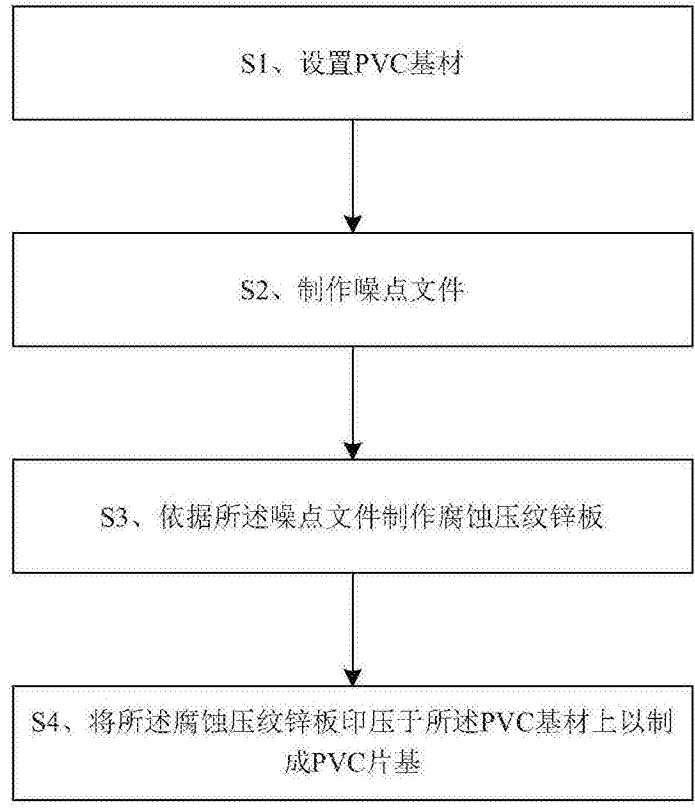 S1、设置PVC基材
S2、制作噪点文件
S3、依据所述噪点文件制作腐蚀压纹锌板
S4、将所述腐蚀压纹锌板印压于所述PVC基材上以制
成PVC片基